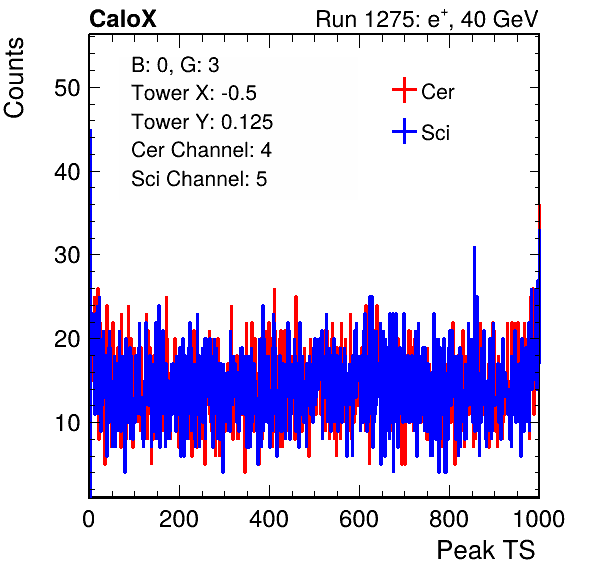 CaloX Run 1275: e+, 40 GeV
Counts
B: 0, G: 3
Tower X: -0.5
Tower Y: 0.125
Cer Channel: 4
Sci Channel: 5
Cer
Sci
50
40
30
20
10
0 200 400 600 800 1000
Peak TS